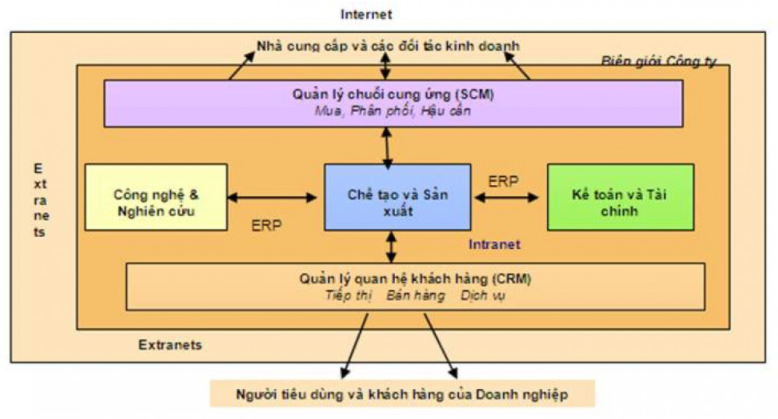 Internet
Nhà cung cấp và các đối tác kinh doanh
Biên giới Công ty
Quản lý chuỗi cung ứng (SCM)
Mua, Phân phối, Hậu cần
Extranets
Công nghệ &
Nghiên cứu
ERP
Chế tạo và Sản
xuất
ERP
Kế toán và Tài
chính
Intranet
Quản lý quan hệ khách hàng (CRM)
Tiếp thị Bán hàng Dịch vụ
Extranets
Người tiêu dùng và khách hàng của Doanh nghiệp